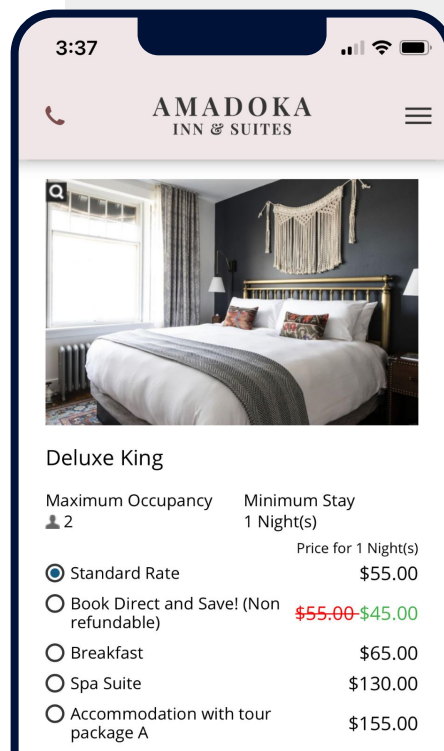 3:37
AMADOKA
INN & SUITES
Deluxe King
Maximum Occupancy Minimum Stay
2 1 Night(s)
Price for 1 Night(s)
Standard Rate $55.00
Book Direct and Save! (Non
refundable) $55.00 $45.00
Breakfast $65.00
Spa Suite $130.00
Accommodation with tour
package A $155.00